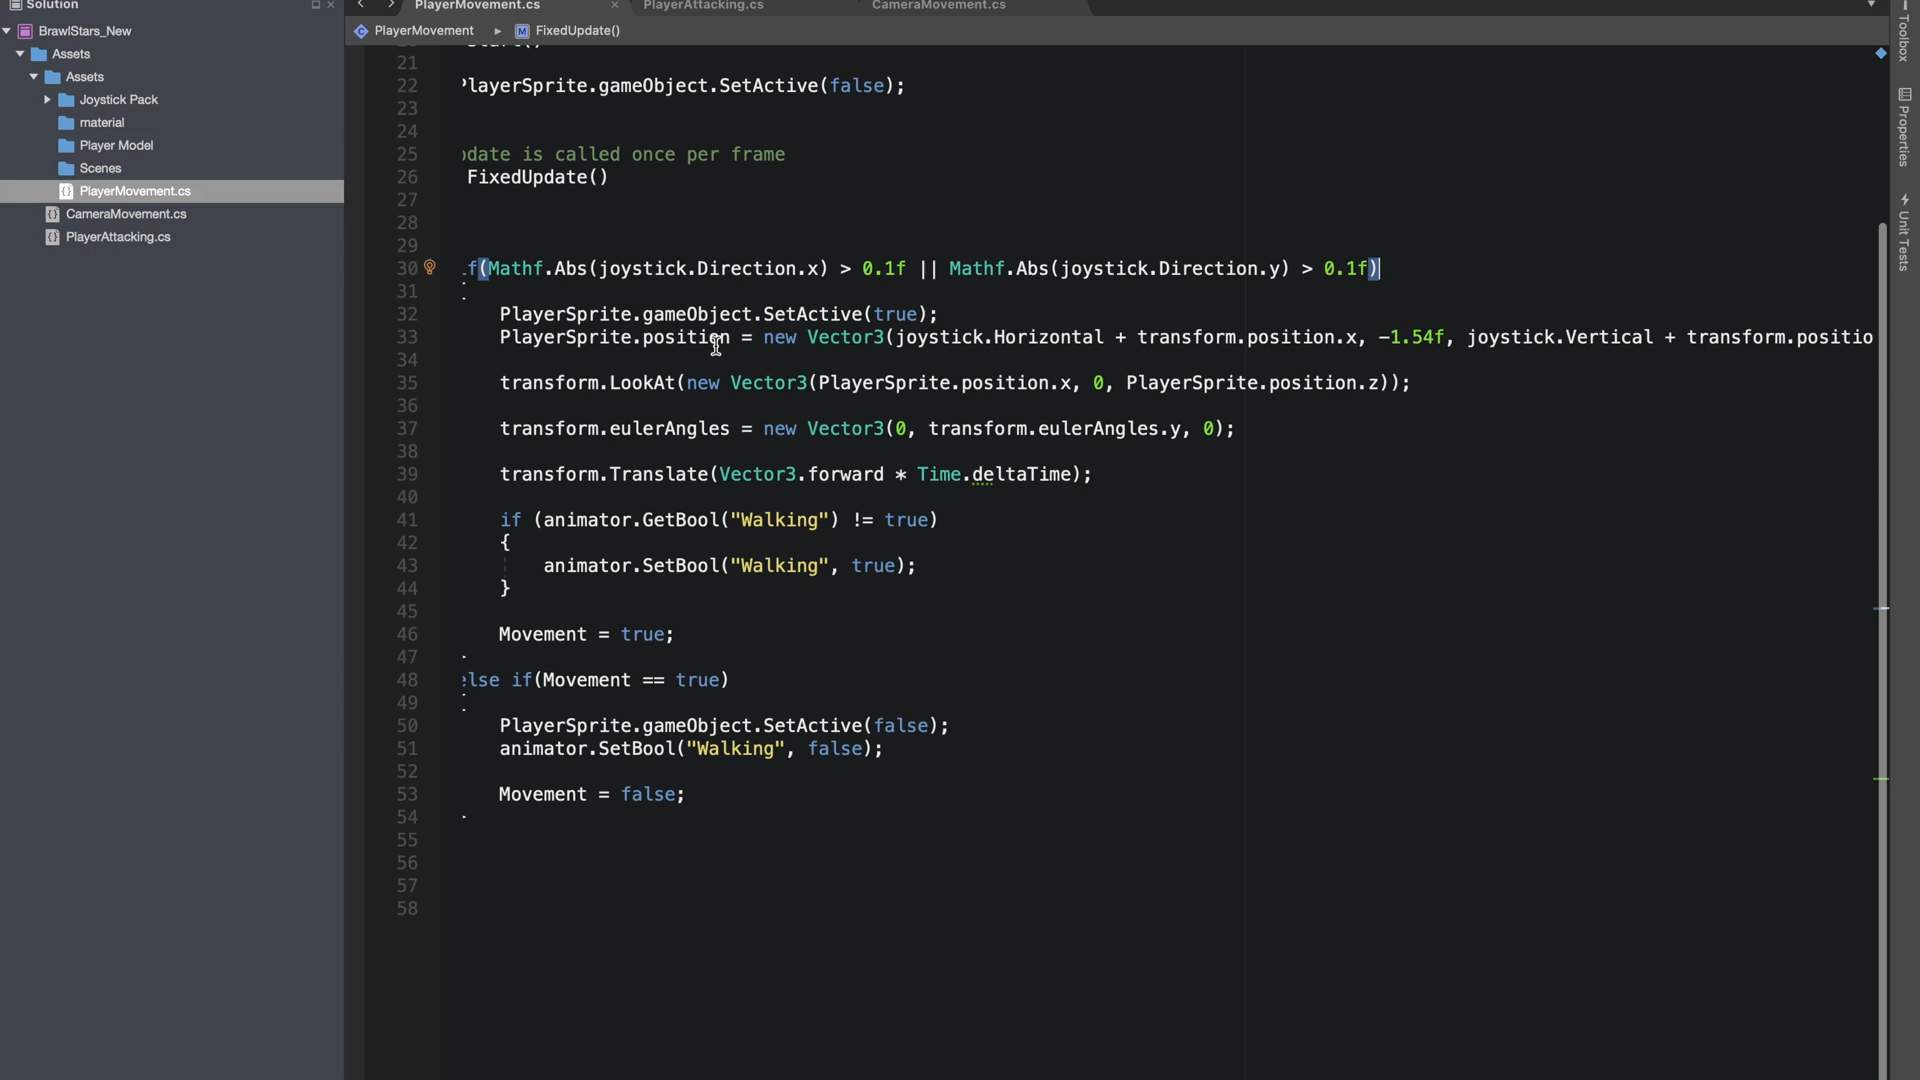 Solution
BrawlStars_New
Assets
Assets
Joystick Pack
material
Player Model
Scenes
PlayerMovement.cs
CameraMovement.cs
PlayerAttacking.cs
PlayerMovement.cs
PlayerAttacking.cs
CameraMovement.cs
PlayerMovement FixedUpdate()
21
22 PlayerSprite.gameObject.SetActive(false);
23
24
25 is called once per frame
26 FixedUpdate()
27
28
29
30 f(Mathf.Abs(joystick.Direction.x) > 0.1f || Mathf.Abs(joystick.Direction.y) > 0.1f)
31
32 PlayerSprite.gameObject.SetActive(true);
33 PlayerSprite.position = new Vector3(joystick.Horizontal + transform.position.x, -1.54f, joystick.Vertical + transform.positio
34
35 transform.LookAt(new Vector3(PlayerSprite.position.x, 0, PlayerSprite.position.z));
36
37 transform.eulerAngles = new Vector3(0, transform.eulerAngles.y, 0);
38
39 transform.Translate(Vector3.forward * Time.deltaTime);
40
41 if (animator.GetBool("Walking") != true)
42 {
43 animator.SetBool("Walking", true);
44 }
45
46 Movement = true;
47
48 else if(Movement == true)
49
50 PlayerSprite.gameObject.SetActive(false);
51 animator.SetBool("Walking", false);
52
53 Movement = false;
54
55
56
57
58
Toolbox
Properties
Unit Tests